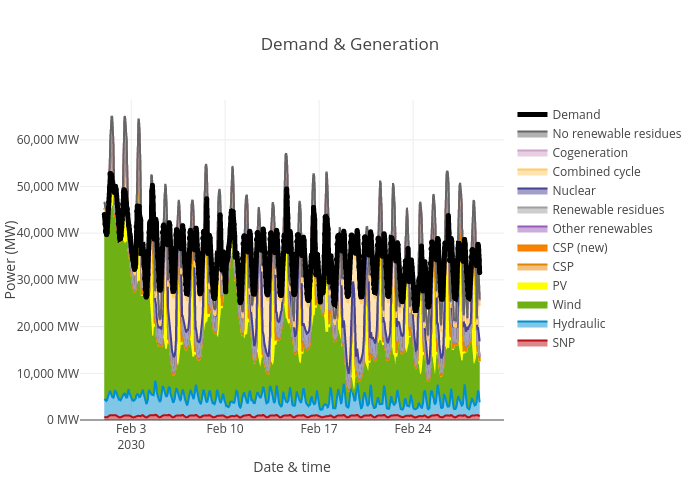 Demand & Generation
60,000 MW
50,000 MW
40,000 MW
30,000 MW
20,000 MW
10,000 MW
0 MW
Power (MW)
Feb 3
2030
Feb 10
Feb 17
Feb 24
Date & time
Demand
No renewable residues
Cogeneration
Combined cycle
Nuclear
Renewable residues
Other renewables
CSP (new)
CSP
PV
Wind
Hydraulic
SNP